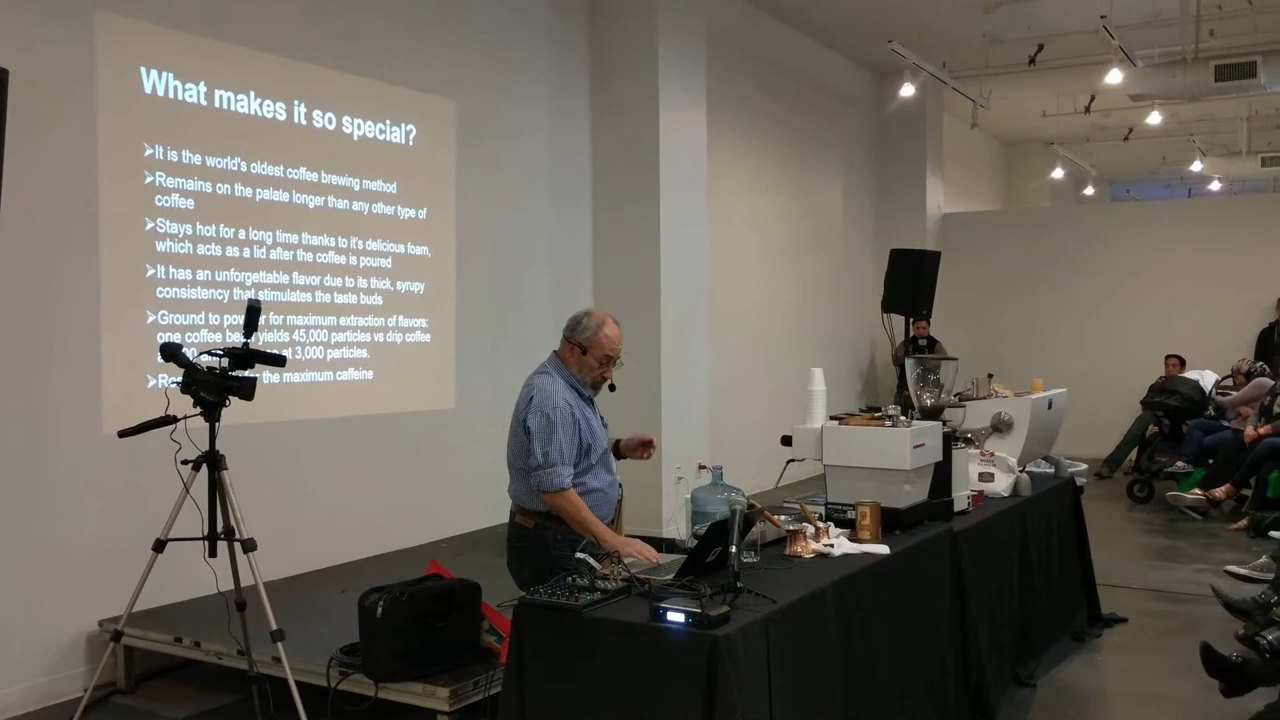 What makes it so special?
➢It is the world's oldest coffee brewing method
➢Remains on the palate longer than any other type of
coffee
➢Stays hot for a long time thanks to it's delicious foam,
which acts as a lid after the coffee is poured
➢It has an unforgettable flavor due to its thick, syrupy
consistency that stimulates the taste buds
➢Ground to for maximum extraction of flavors:
one coffee yields 45,000 particles vs drip coffee
at 3,000 particles.
➢ the maximum caffeine